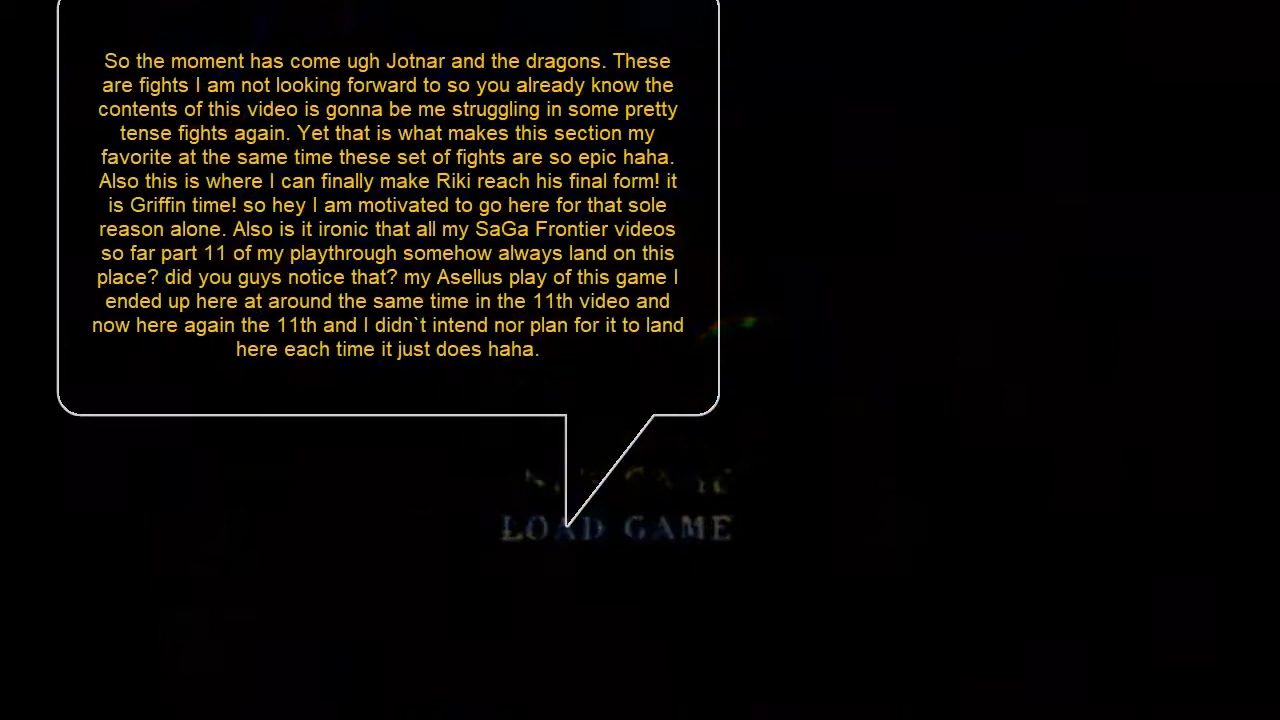 So the moment has come ugh Jotnar and the dragons. These
are fights I am not looking forward to so you already know the
contents of this video is gonna be me struggling in some pretty
tense fights again. Yet that is what makes this section my
favorite at the same time these set of fights are so epic haha.
Also this is where I can finally make Riki reach his final form! it
is Griffin time! so hey I am motivated to go here for that sole
reason alone. Also is it ironic that all my SaGa Frontier videos
so far part 11 of my playthrough somehow always land on this
place? did you guys notice that? my Asellus play of this game I
ended up here at around the same time in the 11th video and
now here again the 11th and I didn`t intend nor plan for it to land
here each time it just does haha.
LOAD GAME